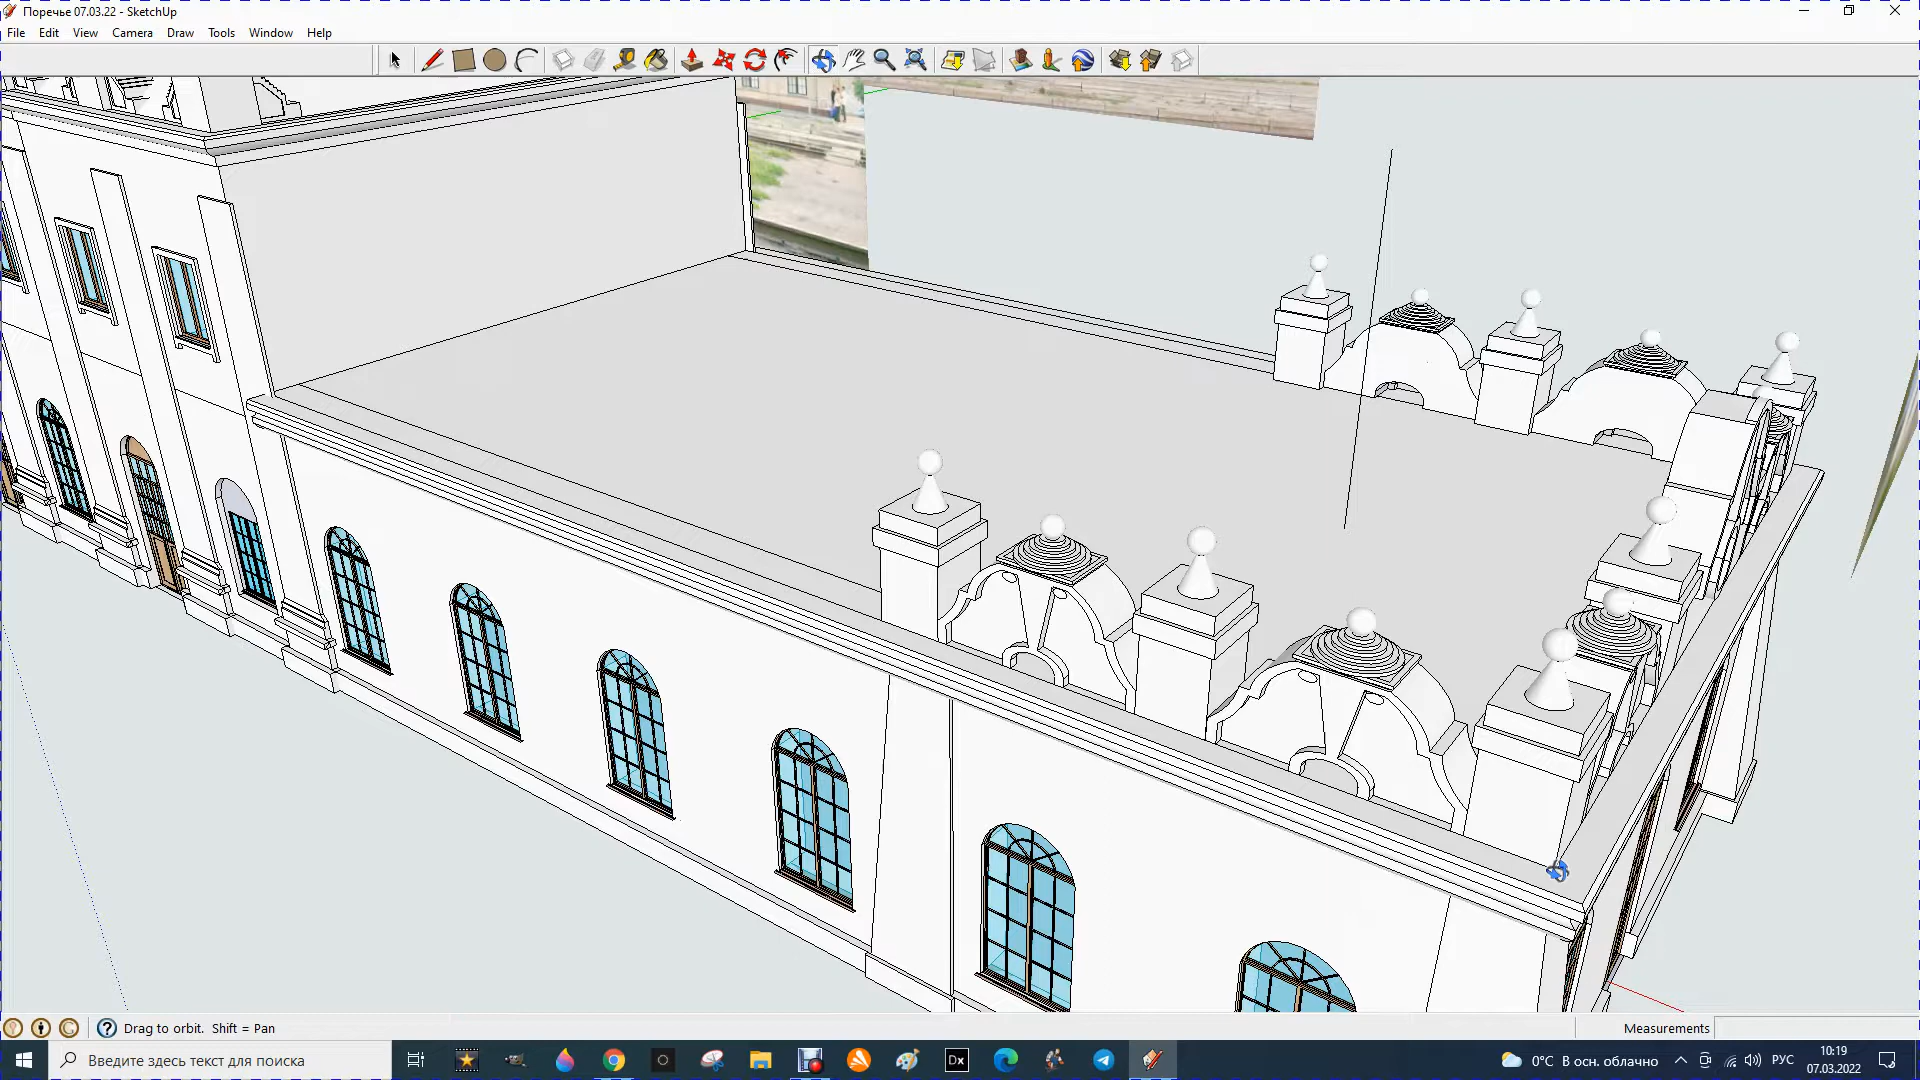 Поречье 07.03.22 - SketchUp
File Edit View Camera Draw Tools Window Help
Drag to orbit. Shift = Pan
Measurements
Введите здесь текст для поиска
Dx
0°C В осн. облачно
РУС
10:19
07.03.2022